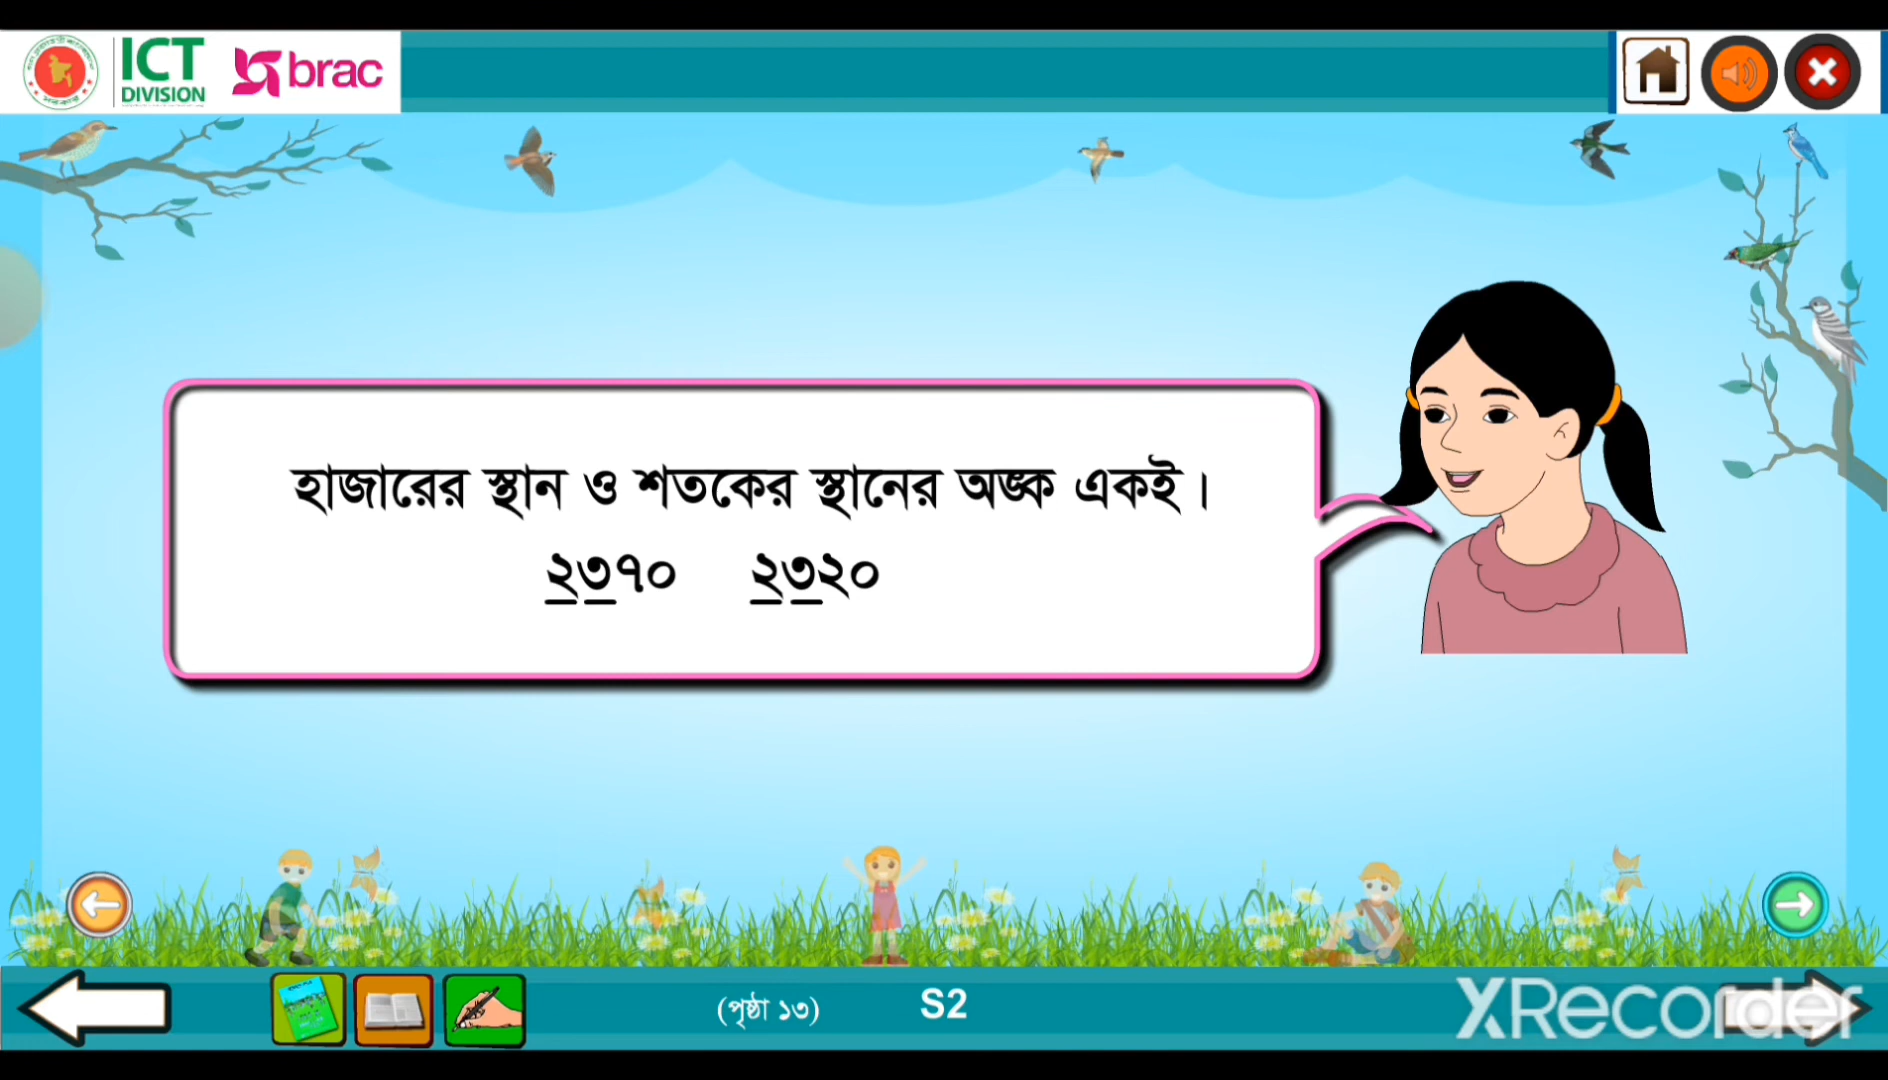 ICT
DIVISION
brac
হাজারের স্থান ও শতকের স্থানের অঙ্ক একই।
২৩৭০ ২৩২০
(পৃষ্ঠা ১৩)
S2
XRecorder